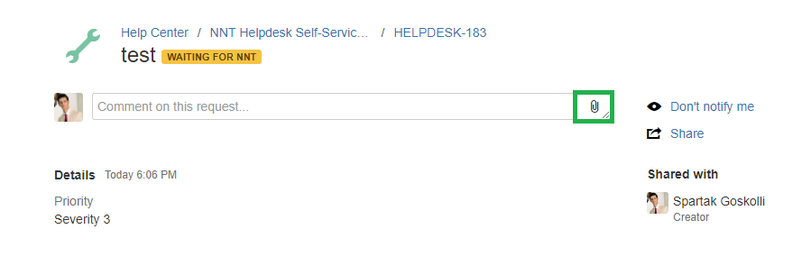 Help Center / NNT Helpdesk Self-Servic... / HELPDESK-183
test WAITING FOR NNT
Comment on this request...
Don't notify me
Share
Details Today 6:06 PM
Priority
Severity 3
Shared with
Spartak Goskolli
Creator